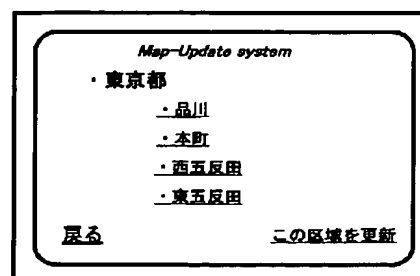 Map-Update system
・東京都
・品川
・本町
・西五反田
・東五反田
戻る
この区域を更新